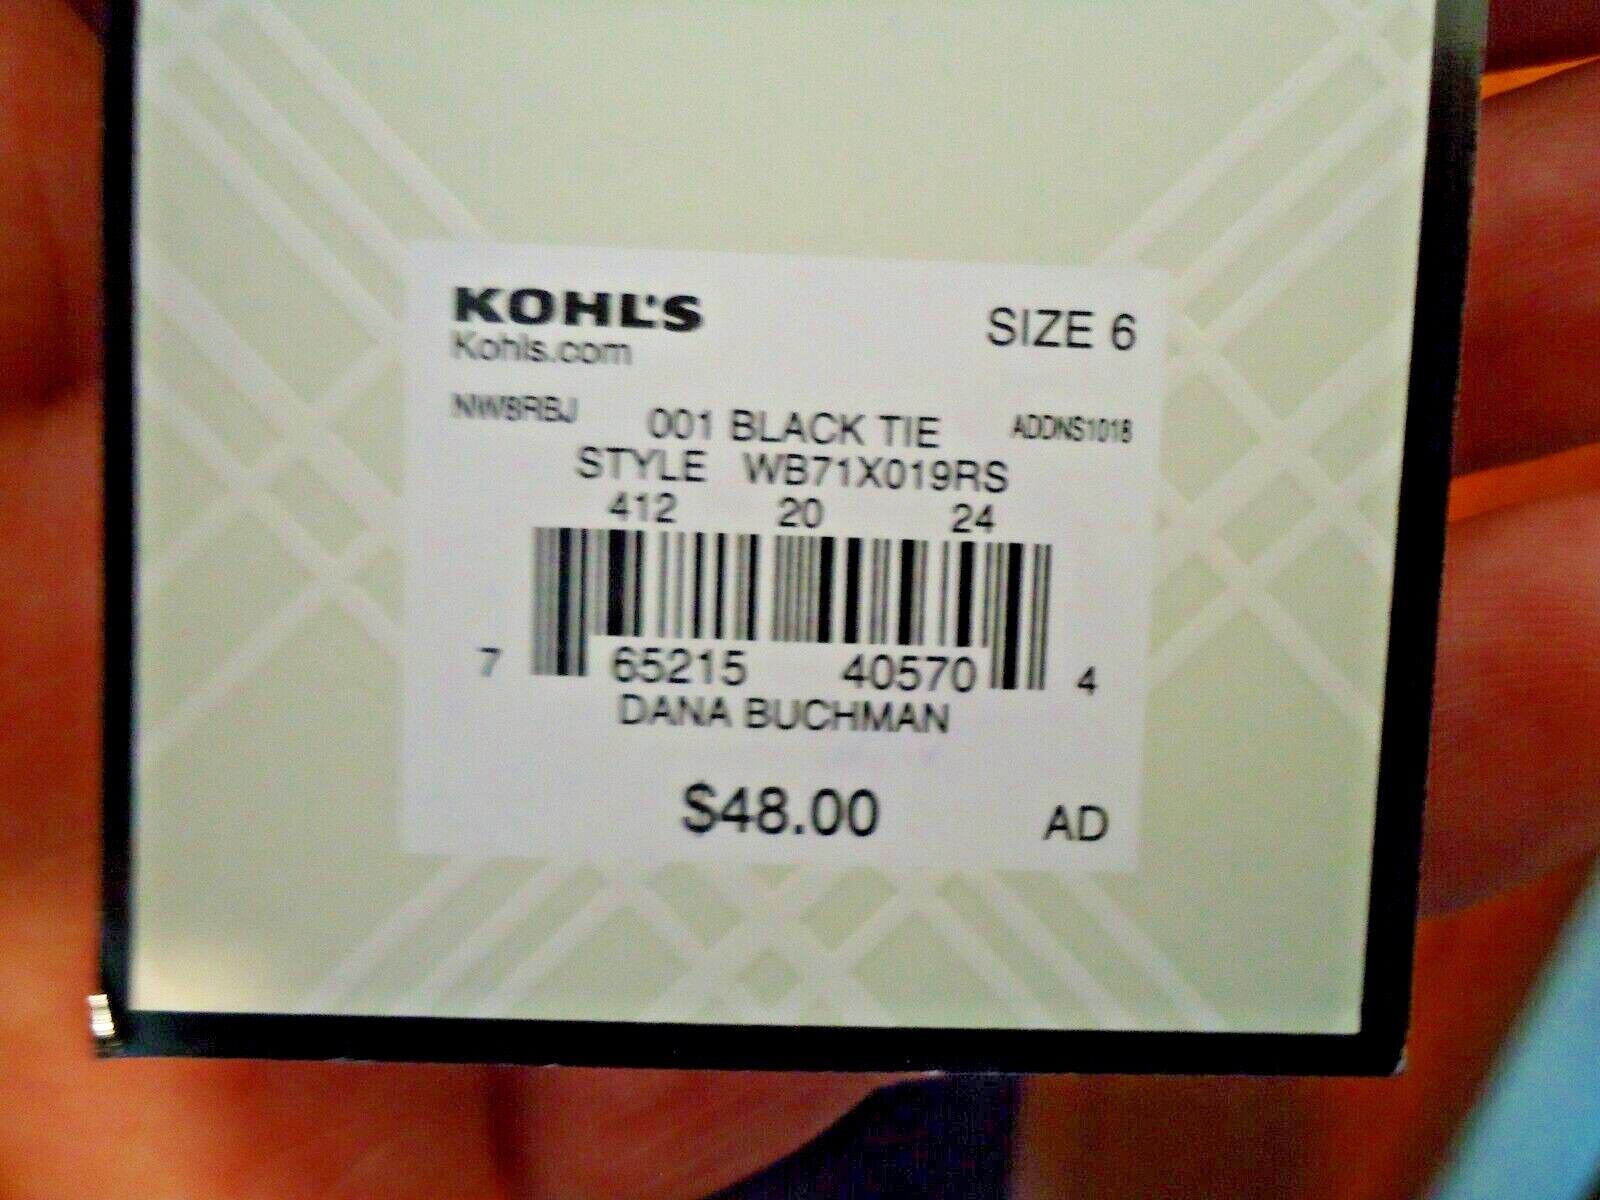 KOHL'S
Kohls.com
SIZE 6
NW8RBJ 001 BLACK TIE ADDNS1018
STYLE WB71X019RS
412 20 24
7 65215 40570 4
DANA BUCHMAN
$48.00 AD